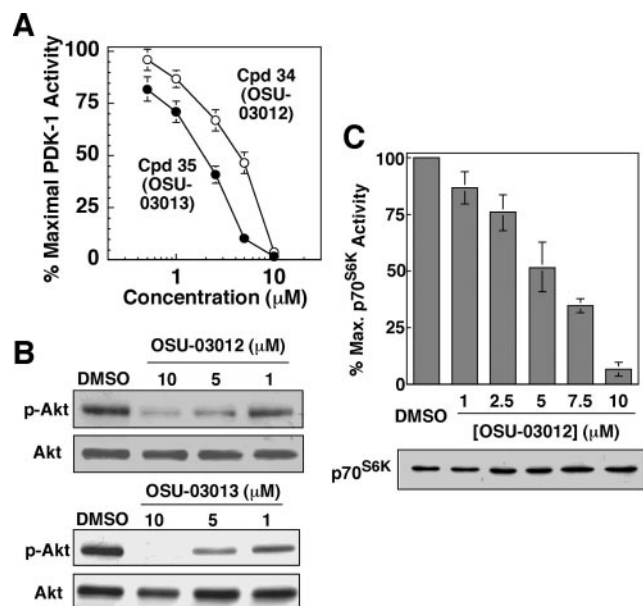 A
100
75
50
25
0
% Maximal PDK-1 Activity
Cpd 34
(OSU-
03012)
Cpd 35
(OSU-
03013)
1
10
Concentration (μM)
B
OSU-03012 (μM)
DMSO
10
5
1
p-Akt
Akt
OSU-03013 (μM)
DMSO
10
5
1
p-Akt
Akt
C
100
75
50
25
0
% Max. p70S6K Activity
DMSO
1
2.5
5
7.5
10
[OSU-03012] (μM)
p70S6K